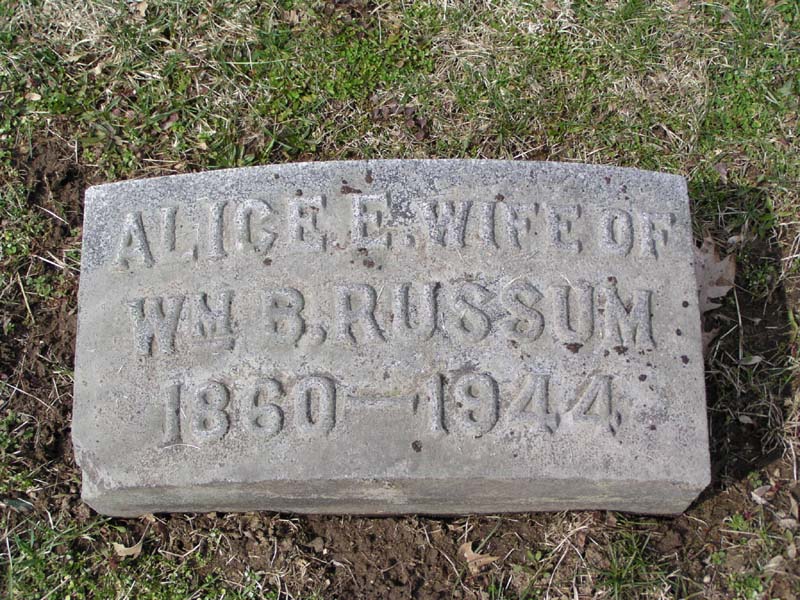 ALICE E. WIFE OF
WM. B. RUSSUM
1860 — 1944